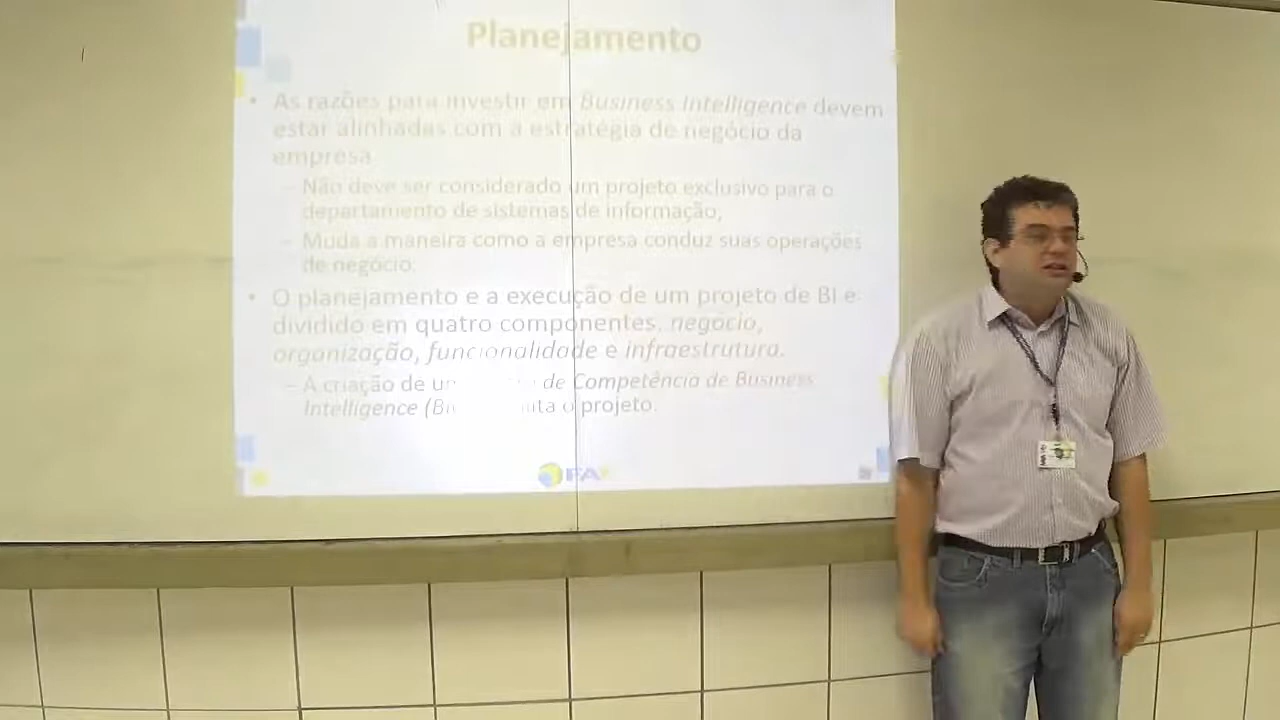 Planejamento
• As razões para investir em Business Intelligence devem
estar alinhadas com a estratégia de negócio da
empresa
– Não deve ser considerado um projeto exclusivo para o
departamento de sistemas de informação;
– Muda a maneira como a empresa conduz suas operações
de negócio.
• O planejamento e a execução de um projeto de BI é
dividido em quatro componentes: negócio,
organização, funcionalidade e infraestrutura.
– A criação de um de Competência de Business
Intelligence o projeto.